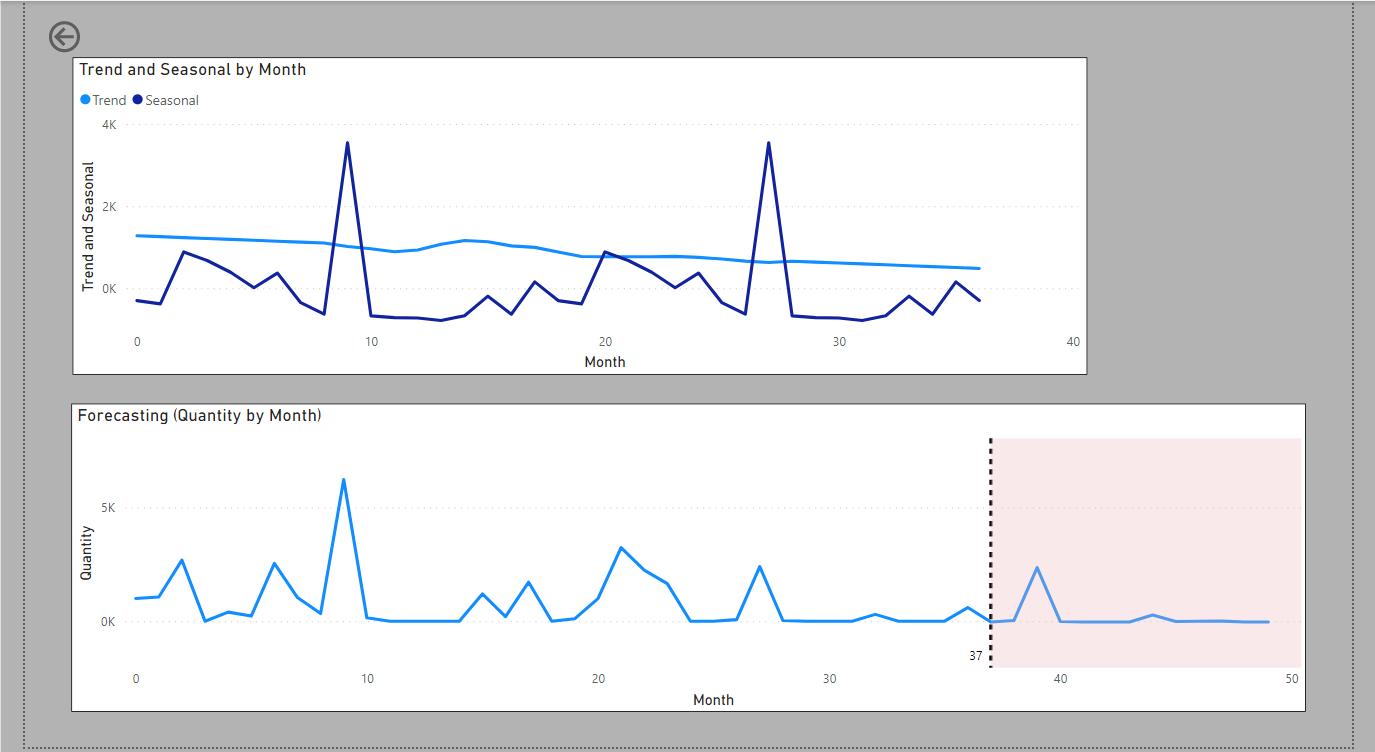 Trend and Seasonal by Month
Trend Seasonal
4K
2K
0K
Trend and Seasonal
0 10 20 30 40
Month
Forecasting (Quantity by Month)
5K
0K
Quantity
37
0 10 20 30 40 50
Month